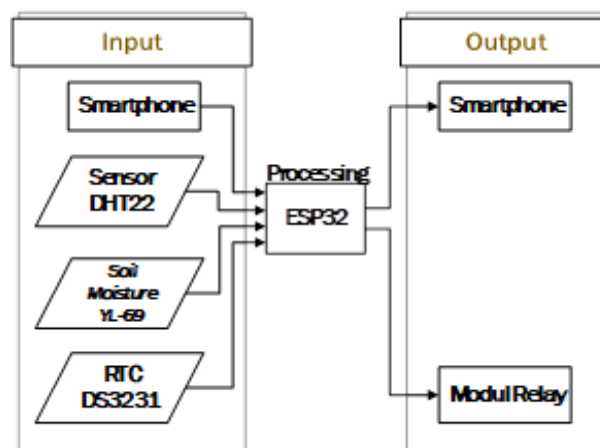 Input
Output
Smartphone
Smartphone
Sensor
DHT22
Processing
ESP32
Soil
Moisture
YL-69
RTC
DS3231
Modul Relay